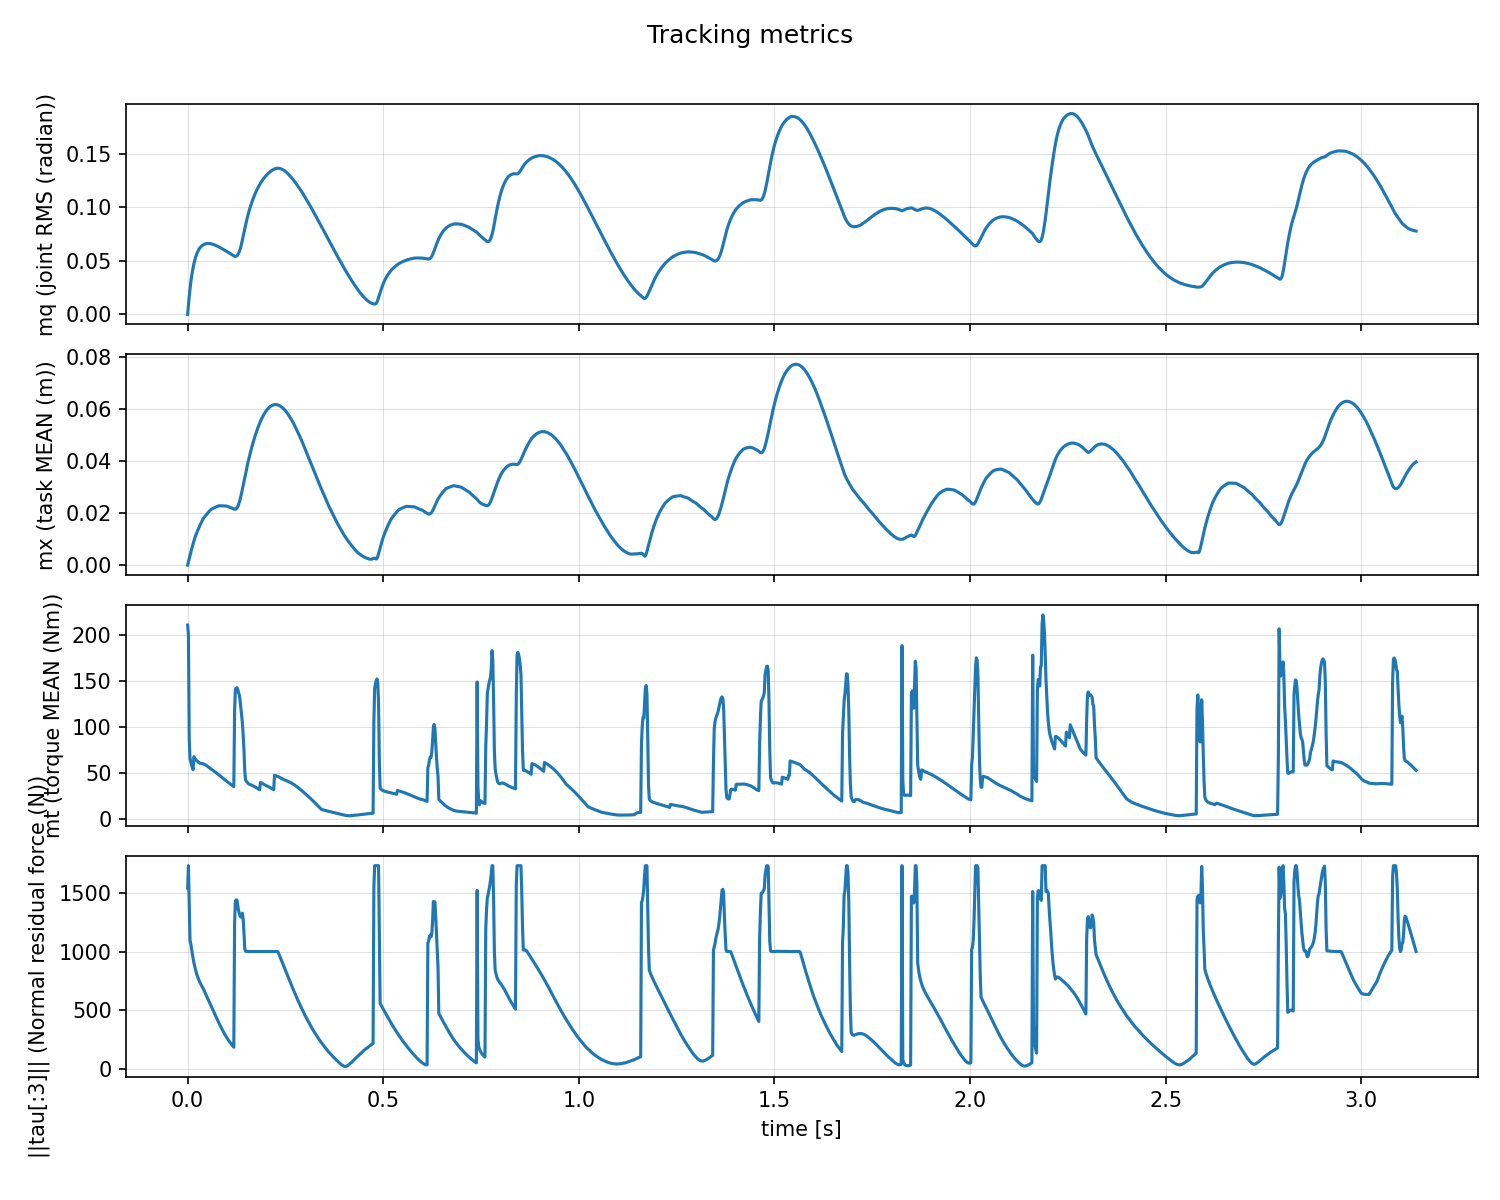 Tracking metrics
mq (joint RMS (radian))
0.15
0.10
0.05
0.00
mx (task MEAN (m))
0.08
0.06
0.04
0.02
0.00
mt (torque MEAN (Nm))
200
150
100
50
0
||tau[:3]|| (Normal residual force (N))
1500
1000
500
0
0.0 0.5 1.0 1.5 2.0 2.5 3.0
time [s]